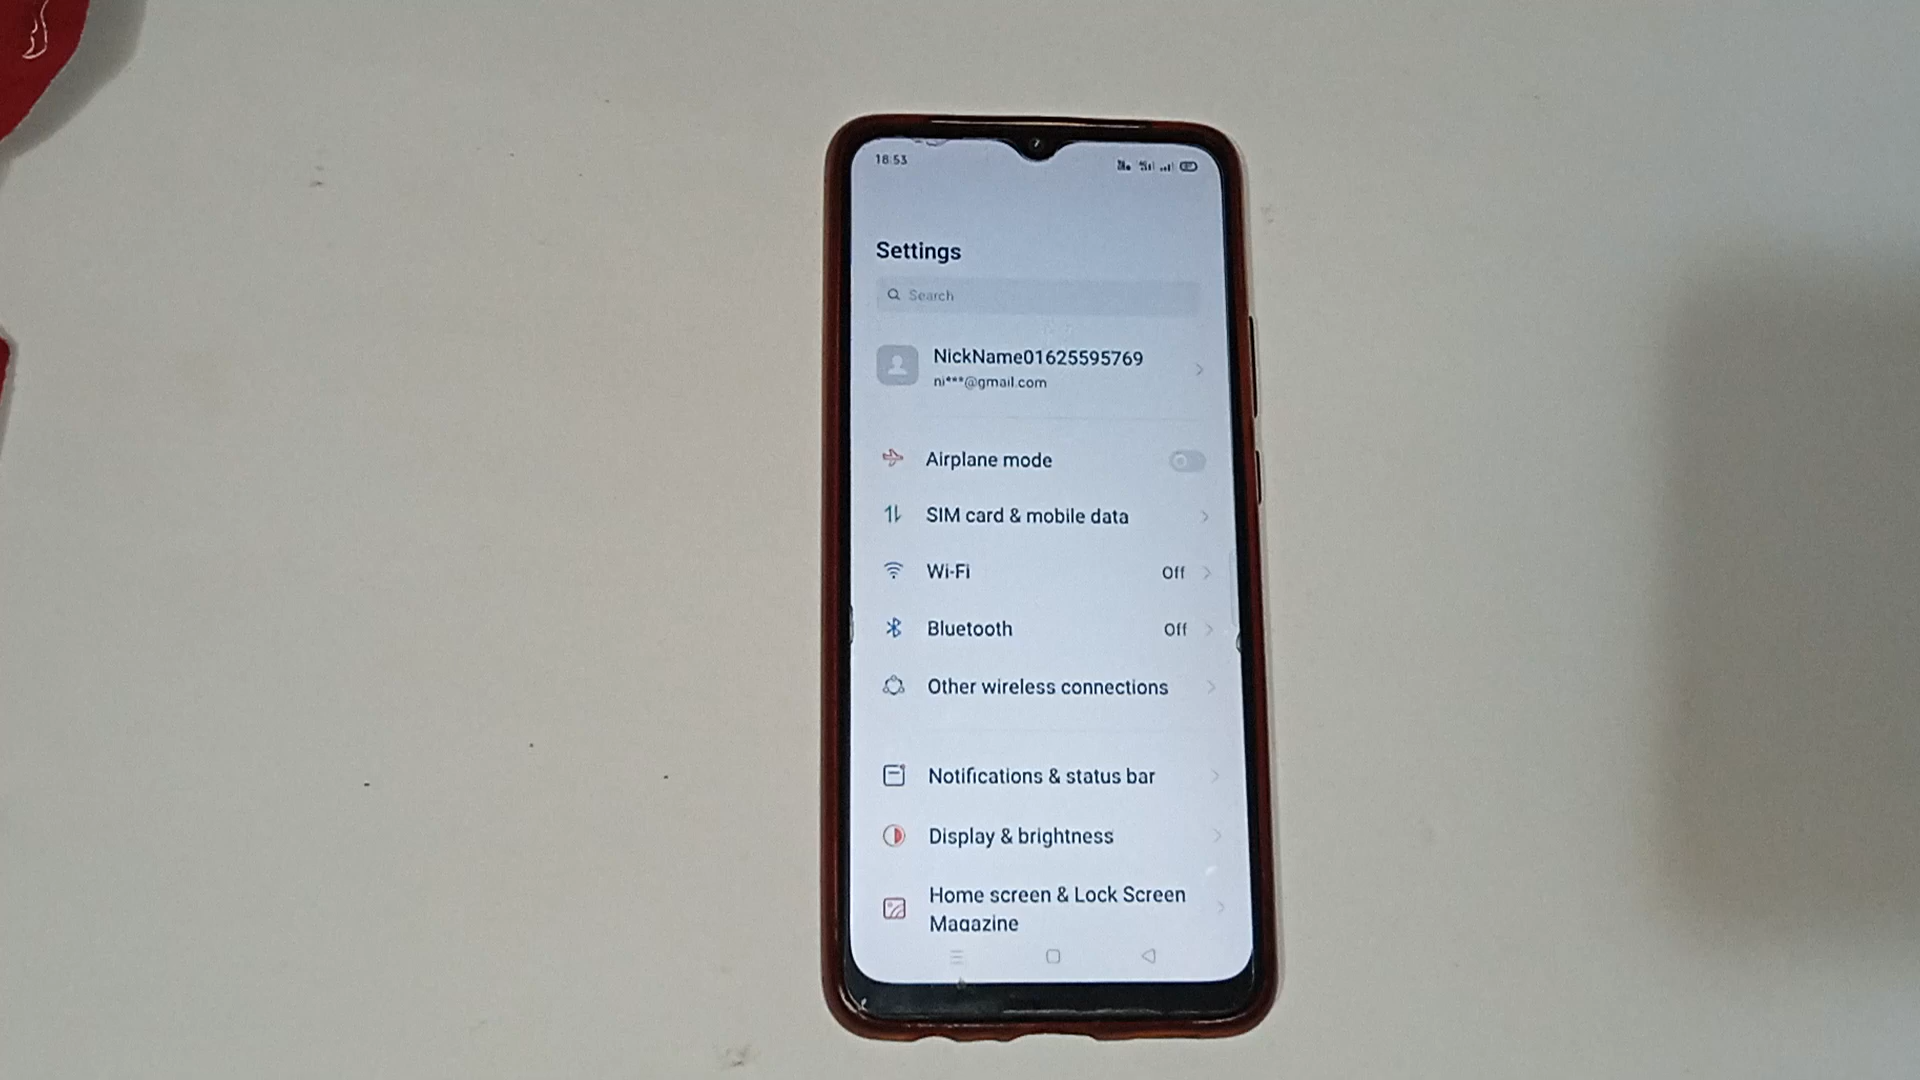 18:53
Settings
Search
NickName01625595769
ni***@gmail.com
Airplane mode
SIM card & mobile data
Wi-Fi
Off
Bluetooth
Off
Other wireless connections
Notifications & status bar
Display & brightness
Home screen & Lock Screen
Magazine